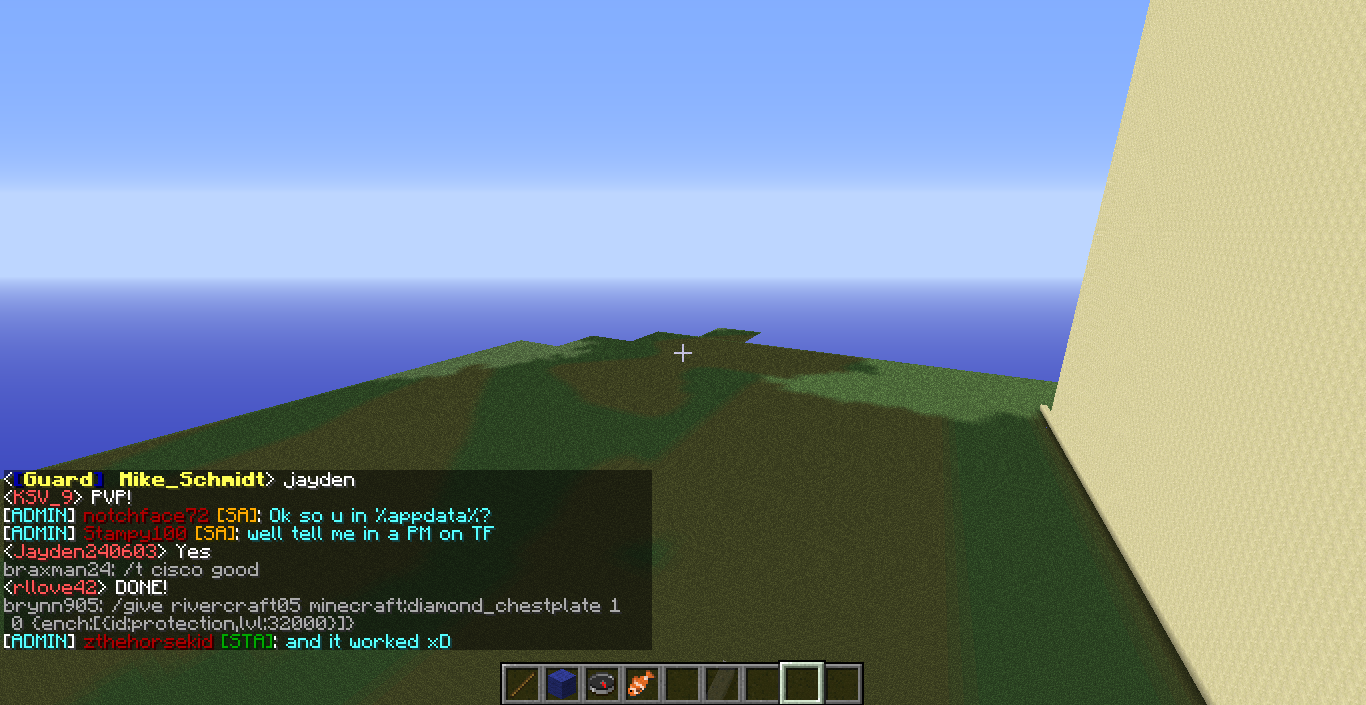 <[Guard] Mike_Schmidt> jayden
<KSV_9> PVP!
[ADMIN] notchface72 [SA]: Ok so u in %appdata%?
[ADMIN] Stampy100 [SA]: well tell me in a PM on TF
<Jayden240603> Yes
braxman24: /t cisco good
<rllove42> DONE!
brynn905: /give rivercraft05 minecraft:diamond_chestplate 1
0 {ench:[{id:protection,lvl:32000}]}
[ADMIN] zthehorsekid [STA]: and it worked xD